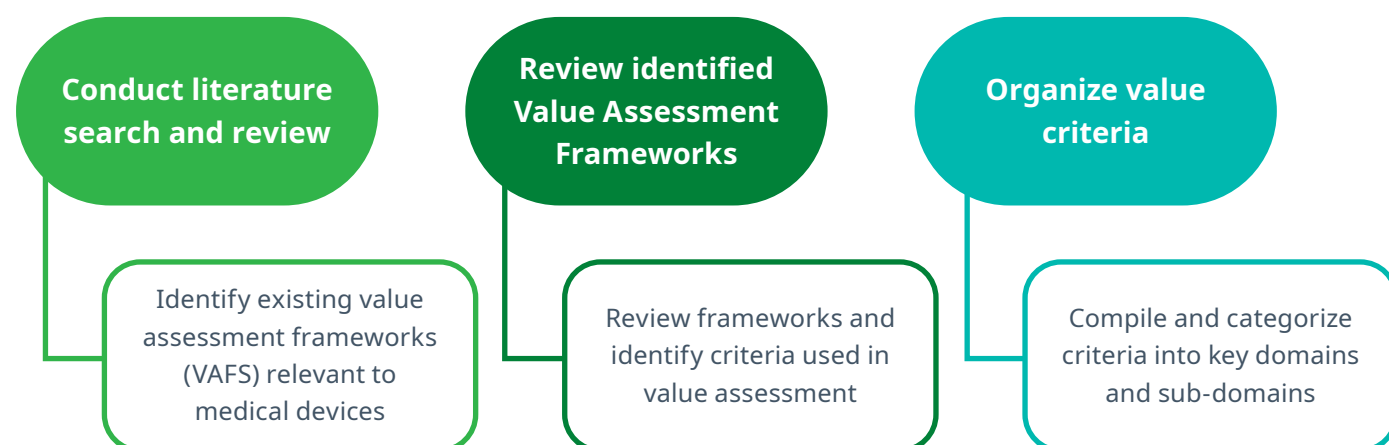 Conduct literature
search and review
Identify existing value
assessment frameworks
(VAFS) relevant to
medical devices
Review identified
Value Assessment
Frameworks
Review frameworks and
identify criteria used in
value assessment
Organize value
criteria
Compile and categorize
criteria into key domains
and sub-domains